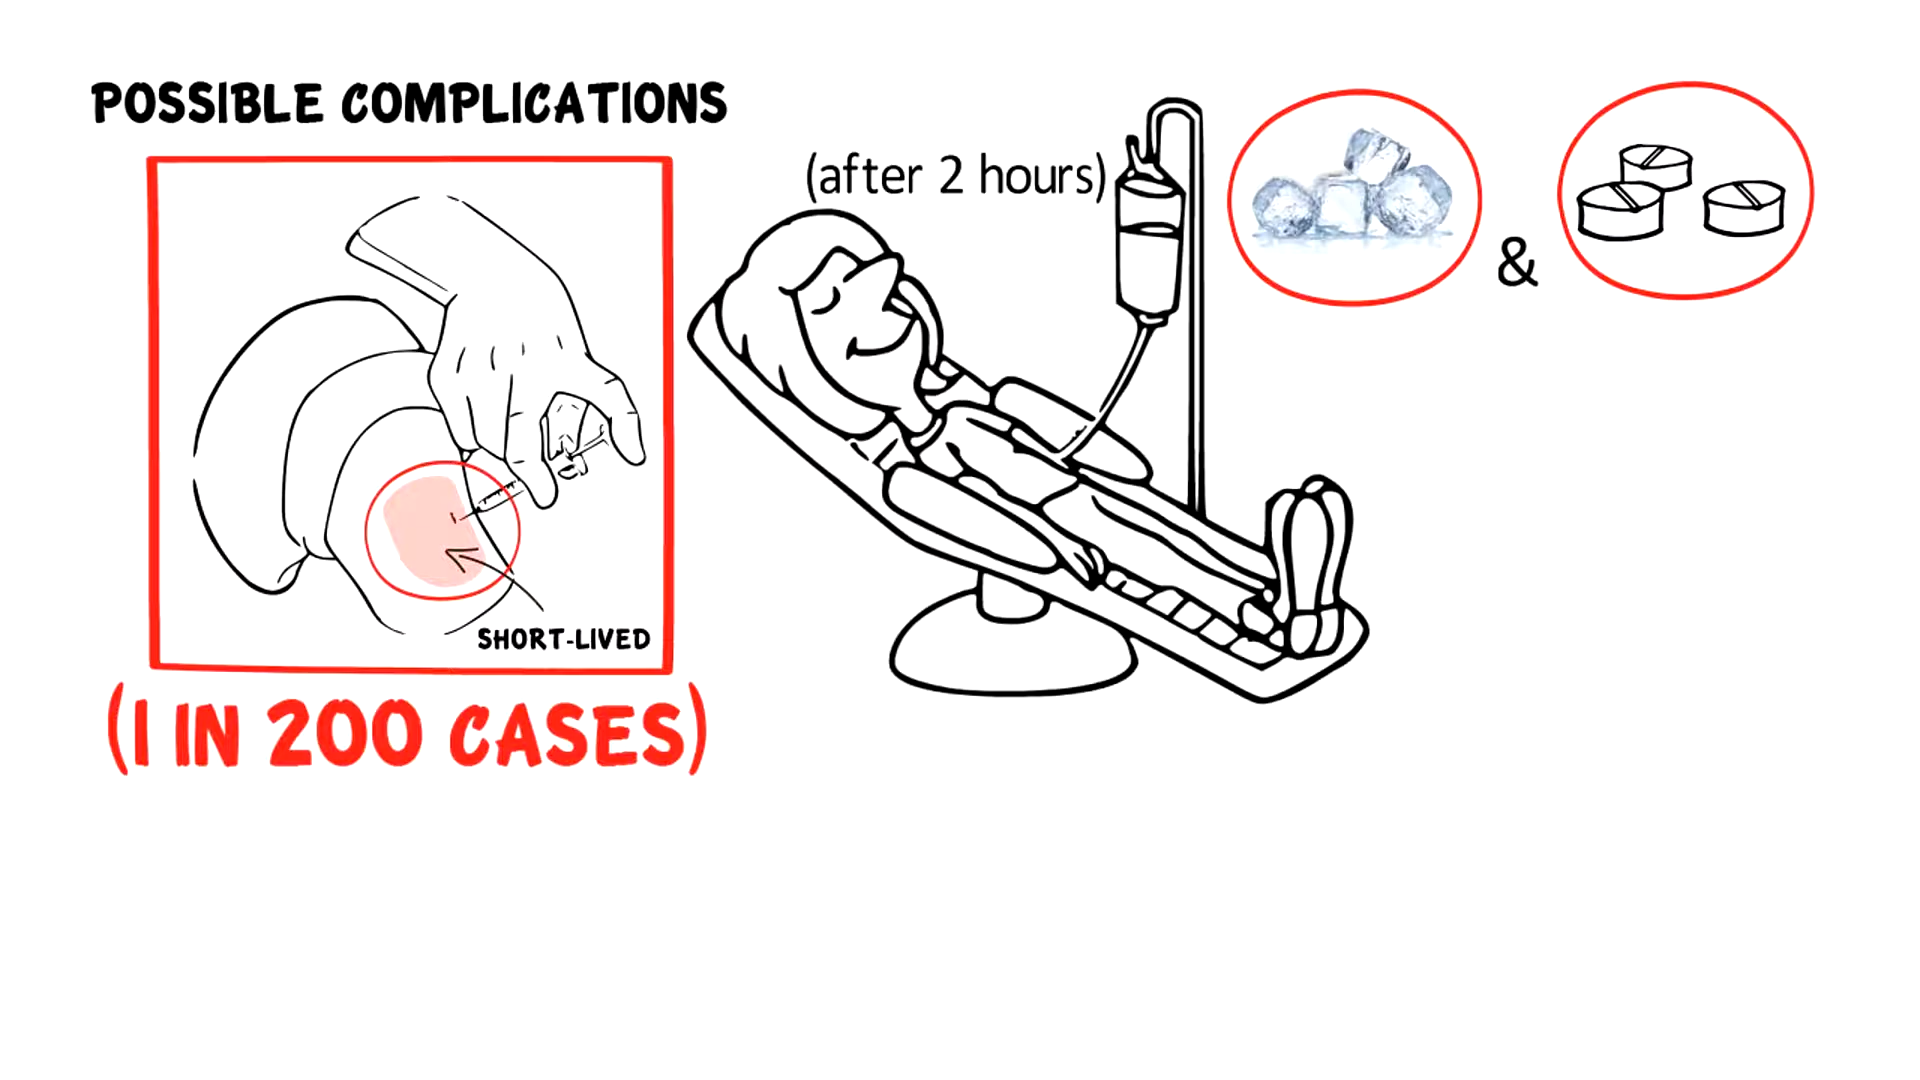 POSSIBLE COMPLICATIONS
(after 2 hours)
&
SHORT-LIVED
(1 IN 200 CASES)